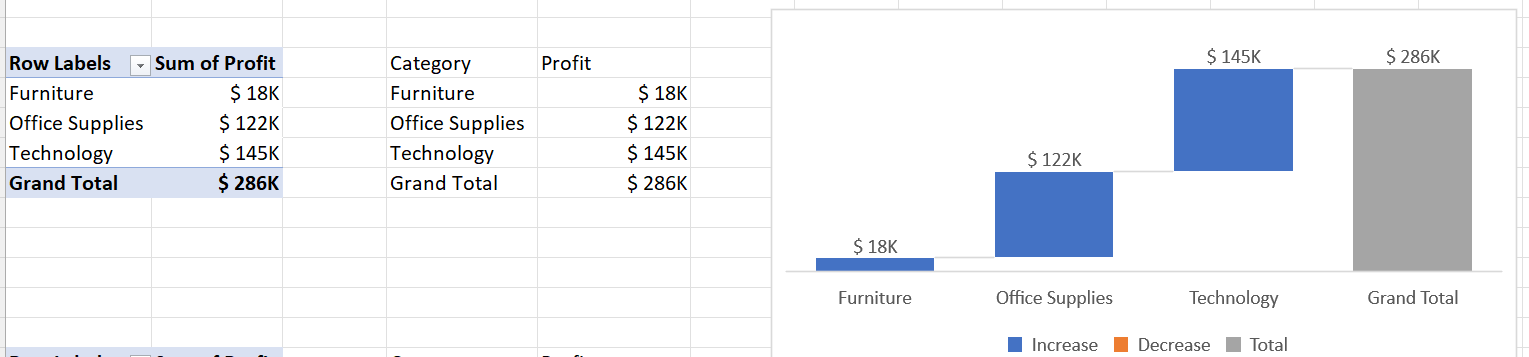 Row Labels Sum of Profit
Furniture $ 18K
Office Supplies $ 122K
Technology $ 145K
Grand Total $ 286K
Category Profit
Furniture $ 18K
Office Supplies $ 122K
Technology $ 145K
Grand Total $ 286K
$ 145K $ 286K
$ 122K
$ 18K
Furniture Office Supplies Technology Grand Total
Increase Decrease Total